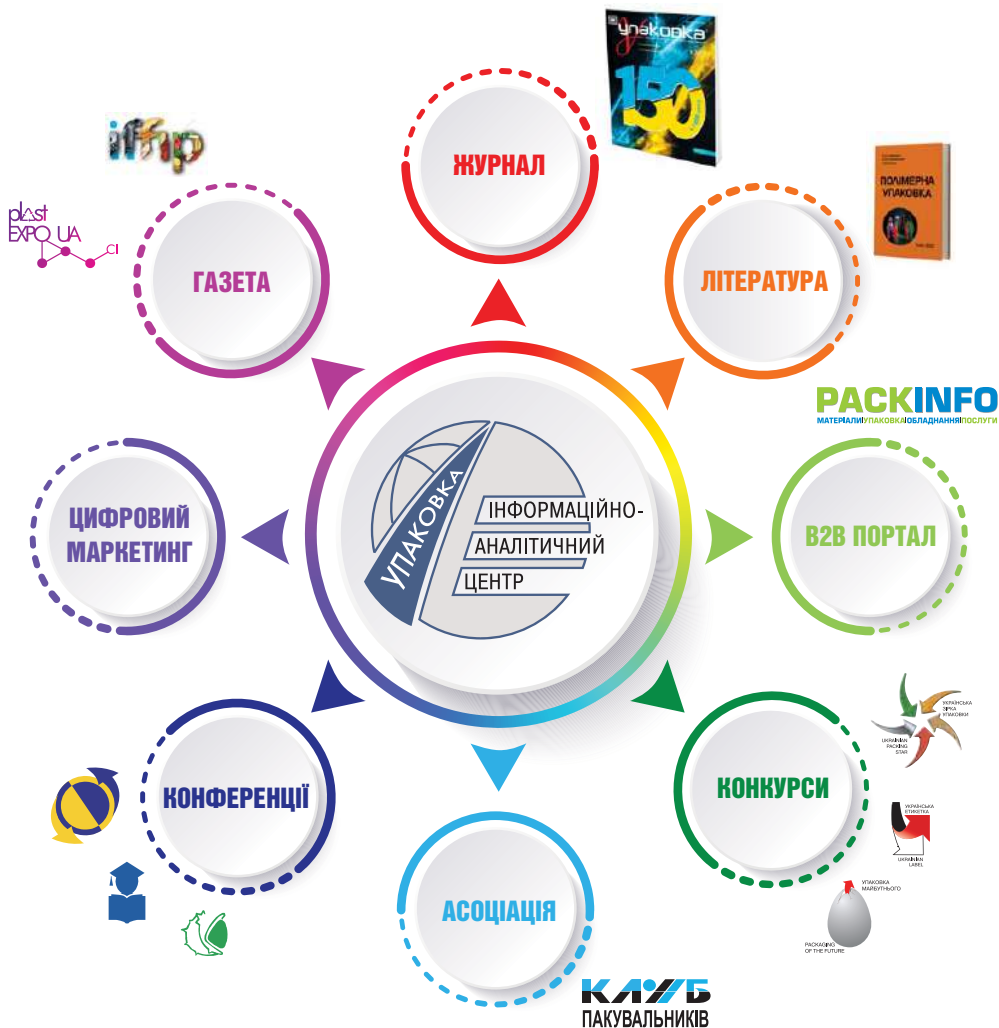 упаковка
150
iffip
ЖУРНАЛ
ПОЛІМЕРНА
УПАКОВКА
plast
EXPO UA
CI
ГАЗЕТА
ЛІТЕРАТУРА
PACKINFO
МАТЕРІАЛИ|УПАКОВКА|ОБЛАДНАННЯ|ПОСЛУГИ
ЦИФРОВИЙ
МАРКЕТИНГ
УПАКОВКА
ІНФОРМАЦІЙНО-
АНАЛІТИЧНИЙ
ЦЕНТР
B2B ПОРТАЛ
УКРАЇНСЬКА
ЗІРКА
УПАКОВКИ
UKRAINIAN
PACKING
STAR
КОНФЕРЕНЦІЇ
КОНКУРСИ
УКРАЇНСЬКА
ЕТИКЕТКА
UKRAINIAN
LABEL
УПАКОВКА
МАЙБУТНЬОГО
PACKAGING
OF THE FUTURE
АСОЦІАЦІЯ
КЛУБ
ПАКУВАЛЬНИКІВ